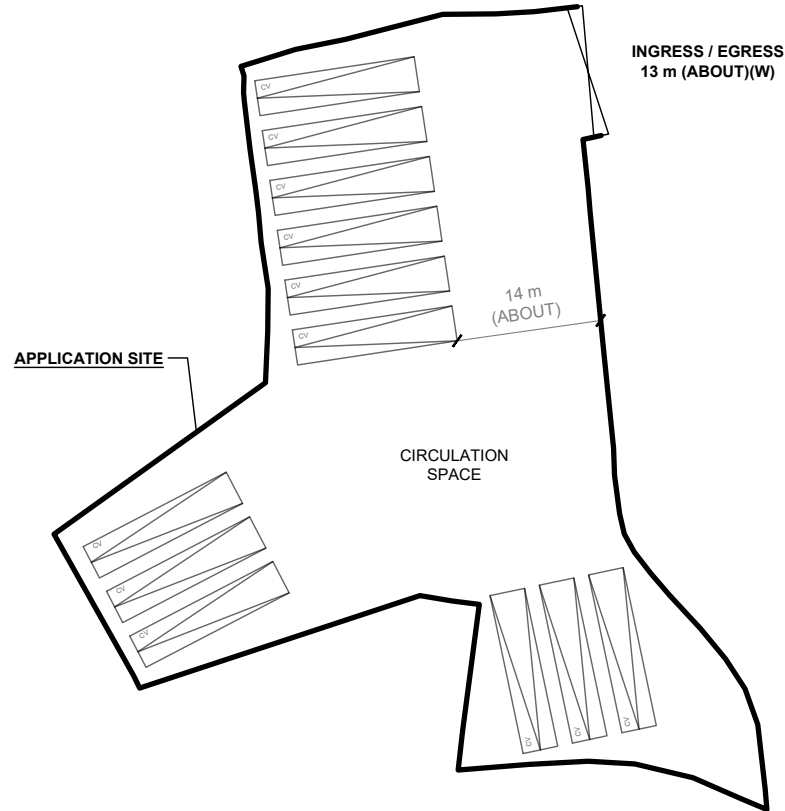 INGRESS / EGRESS
13 m (ABOUT)(W)
CV
CV
CV
CV
CV
CV
14 m
(ABOUT)
APPLICATION SITE
CIRCULATION
SPACE
CV
CV
CV
CV
CV
CV